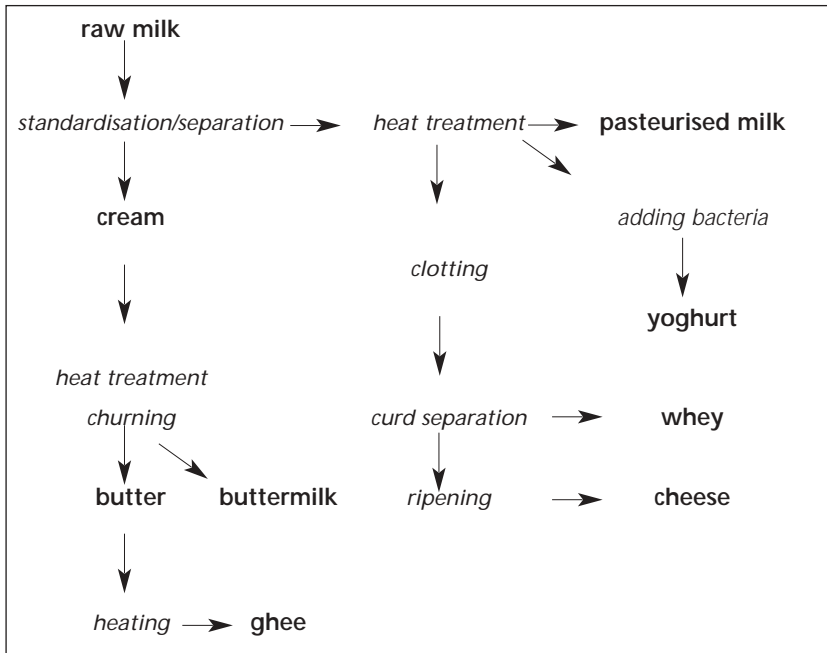 raw milk
standardisation/separation heat treatment pasteurised milk
cream adding bacteria
clotting
yoghurt
heat treatment
churning curd separation whey
butter buttermilk ripening cheese
heating ghee